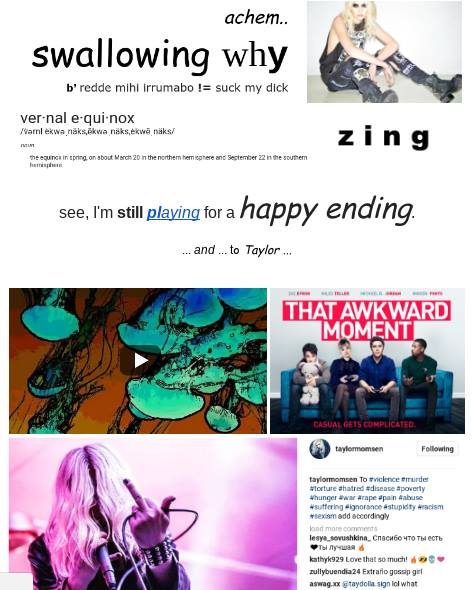 achem..
swallowing why
b' redde mihi irrumabo != suck my dick
ver·nal e·qui·nox
noun
the equinox in spring, on about March 20 in the northern hemisphere and September 22 in the southern
hemisphere.
zing
see, I'm still playing for a happy ending.
... and ... to Taylor ...
THAT AWKWARD
MOMENT
CASUAL GETS COMPLICATED.
taylormomsen Following
taylormomsen To #violence #murder
#torture #hatred #disease #poverty
#hunger #war #rape #pain #abuse
#suffering #ignorance #stupidity #racism
#sexism add accordingly
load more comments
lesya_sovushkina_ Спасибо что ты есть
❤ты лучшая 🔥
kathyk929 Love that so much! 🔥
zullybuendia24 Extraño gossip girl
aswag.xx @taydolla.sign lol what